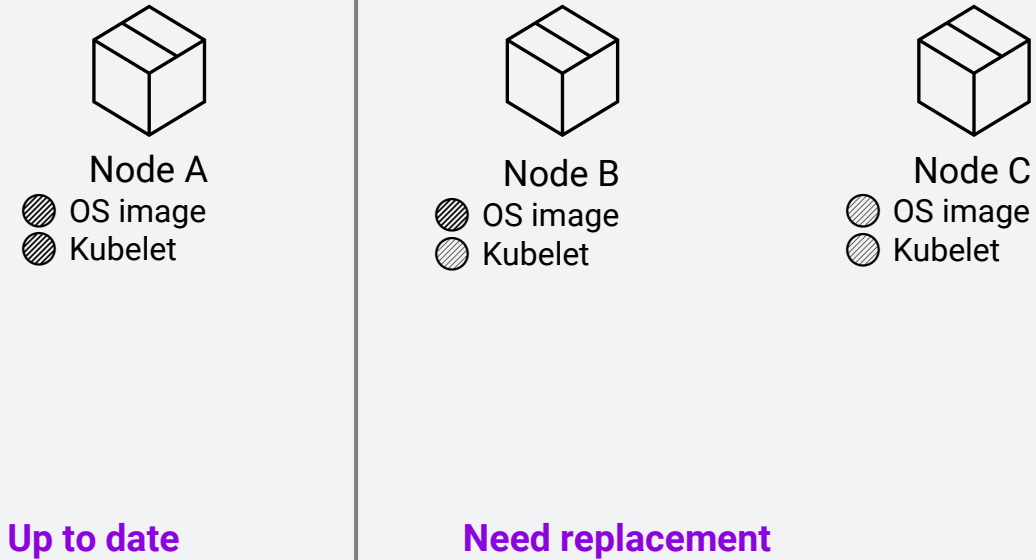 Node A
OS image
Kubelet
Node B
OS image
Kubelet
Node C
OS image
Kubelet
Up to date
Need replacement